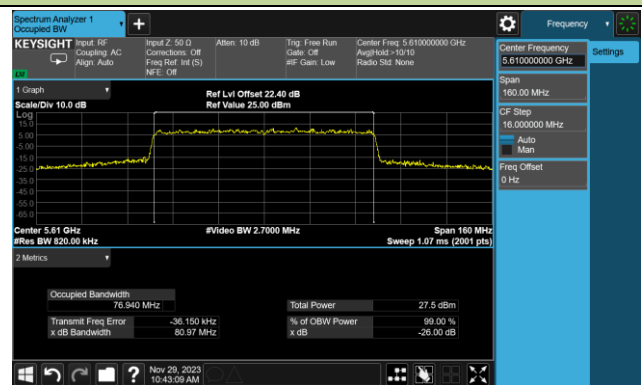 Spectrum Analyzer 1
Occupied BW
+
Frequency
KEYSIGHT
Input: RF
Coupling: AC
Align: Auto
Input Z: 50 Ω
Corrections: Off
Freq Ref: Int (S)
NFE: Off
Atten: 10 dB
Trig: Free Run
Gate: Off
#IF Gain: Low
Center Freq: 5.610000000 GHz
Avg|Hold:>10/10
Radio Std: None
Center Frequency
5.610000000 GHz
Settings
Span
160.00 MHz
CF Step
16.000000 MHz
Auto
Man
Freq Offset
0 Hz
1 Graph
Scale/Div 10.0 dB
Ref Lvl Offset 22.40 dB
Ref Value 25.00 dBm
Log
15.0
5.00
-5.00
-15.0
-25.0
-35.0
-45.0
-55.0
-65.0
Center 5.61 GHz
#Video BW 2.7000 MHz
Span 160 MHz
#Res BW 820.00 kHz
Sweep 1.07 ms (2001 pts)
2 Metrics
Occupied Bandwidth
76.940 MHz
Total Power
27.5 dBm
Transmit Freq Error
-36.150 kHz
% of OBW Power
99.00 %
x dB Bandwidth
80.97 MHz
x dB
-26.00 dB
?
Nov 29, 2023
10:43:09 AM